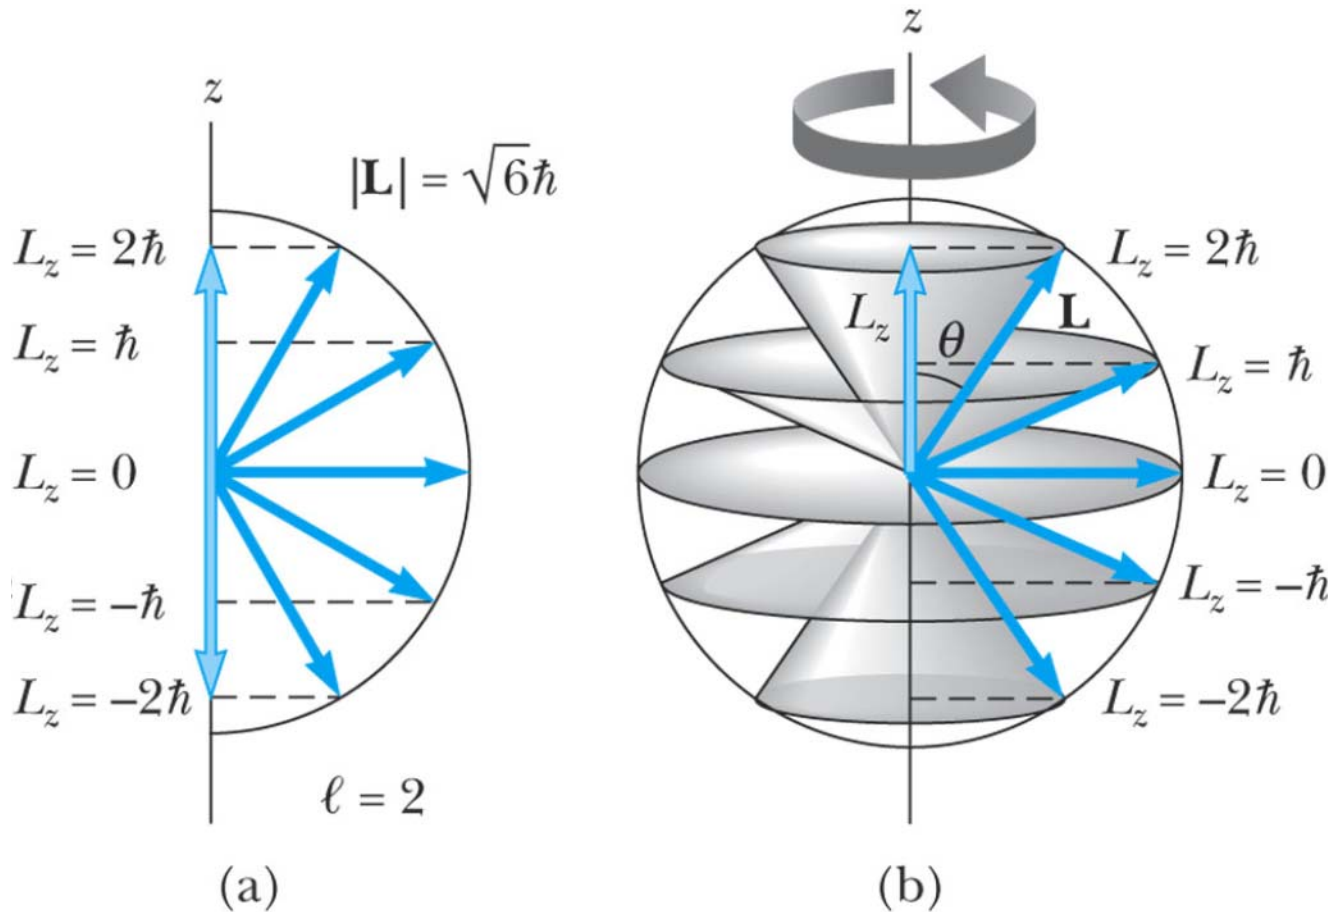 z
|L| = √6ħ
L_z = 2ħ
L_z = ħ
L_z = 0
L_z = −ħ
L_z = −2ħ
ℓ = 2
(a)
z
L_z = 2ħ
L_z
θ
L
L_z = ħ
L_z = 0
L_z = −ħ
L_z = −2ħ
(b)